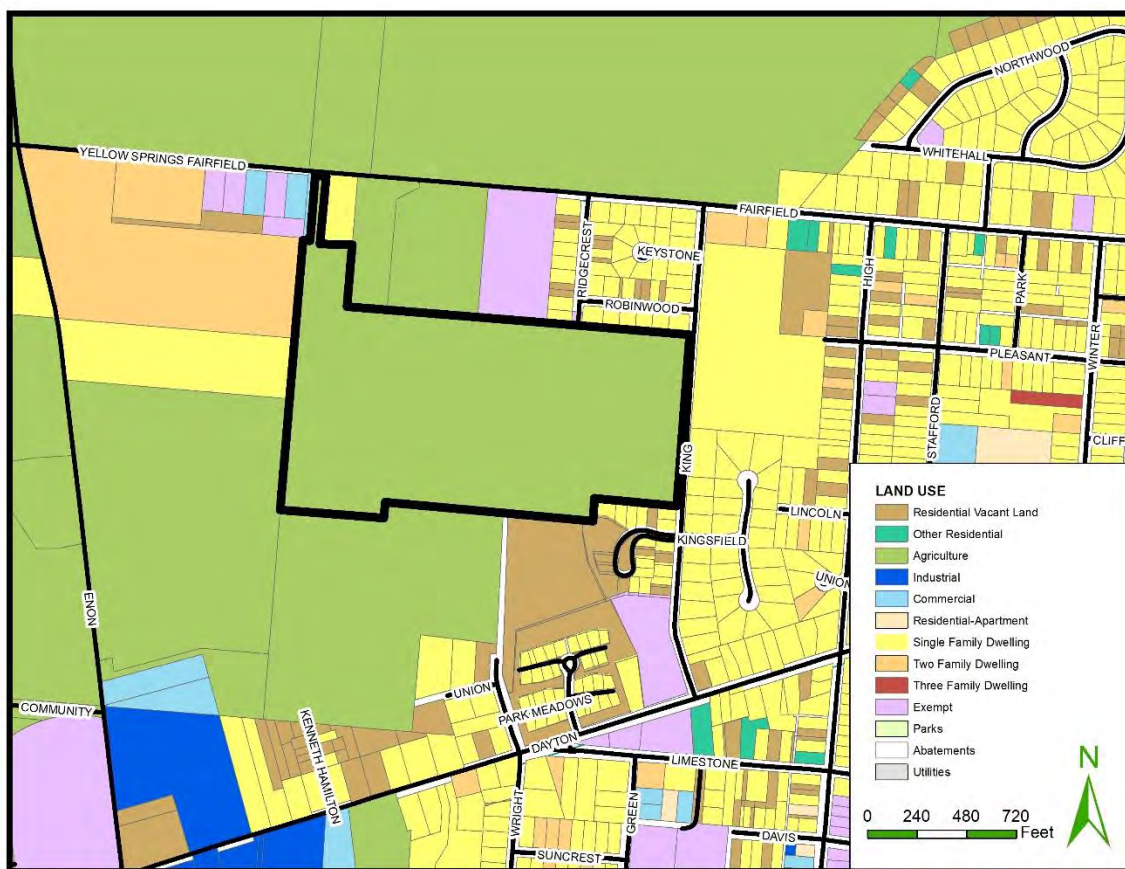 NORTHWOOD
WHITEHALL
YELLOW SPRINGS FAIRFIELD
FAIRFIELD
RIDGECREST
KEYSTONE
ROBINWOOD
HIGH
PARK
WINTER
PLEASANT
STAFFORD
CLIFF
KING
LINCOLN
KINGSFIELD
UNION
ENON
UNION
COMMUNITY
PARK MEADOWS
KENNETH HAMILTON
DAYTON
LIMESTONE
WRIGHT
GREEN
DAVIS
SUNCREST
LAND USE
Residential Vacant Land
Other Residential
Agriculture
Industrial
Commercial
Residential-Apartment
Single Family Dwelling
Two Family Dwelling
Three Family Dwelling
Exempt
Parks
Abatements
Utilities
N
0 240 480 720
Feet